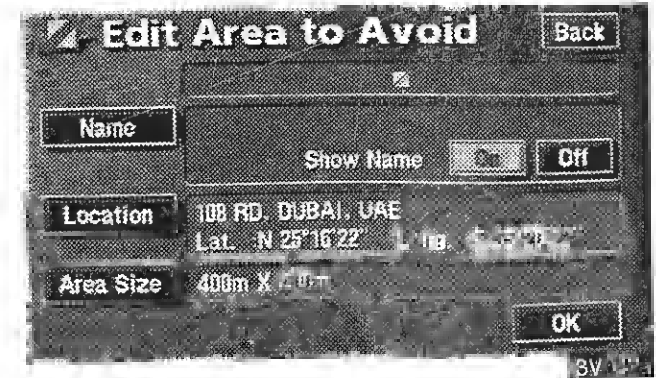 Edit Area to Avoid Back
Name
Show Name On Off
Location 108 RD. DUBAI, UAE
Lat. N 25°16'22"
Area Size 400m X
OK